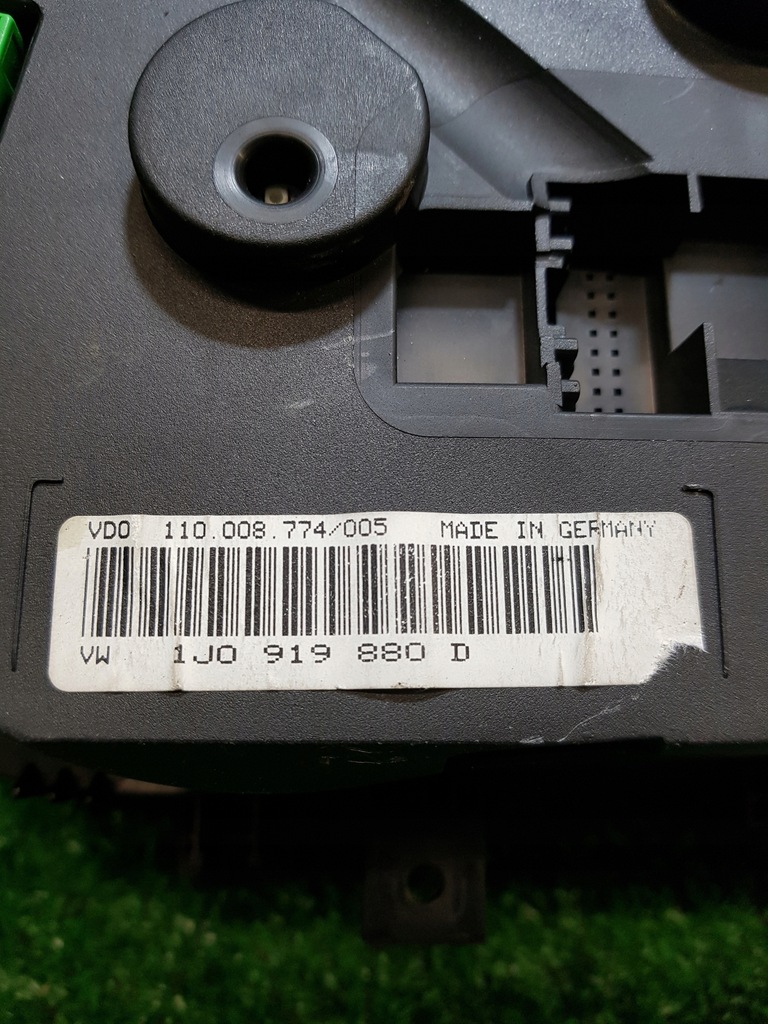 VDO 110.008.774/005 MADE IN GERMANY
VW 1J0 919 880 D